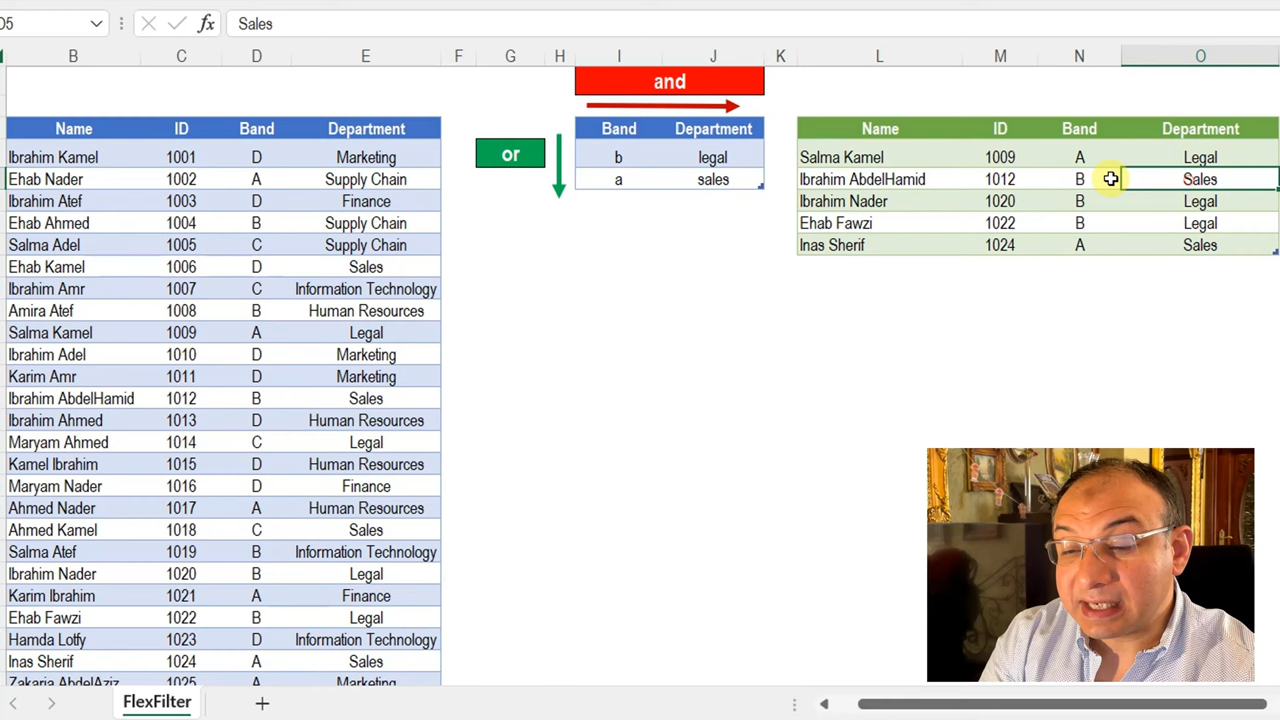 D5 Sales
B C D E F G H I J K L M N O
and
Name ID Band Department Band Department Name ID Band Department
or
Ibrahim Kamel 1001 D Marketing b legal Salma Kamel 1009 A Legal
Ehab Nader 1002 A Supply Chain a sales Ibrahim AbdelHamid 1012 B Sales
Ibrahim Atef 1003 D Finance Ibrahim Nader 1020 B Legal
Ehab Ahmed 1004 B Supply Chain Ehab Fawzi 1022 B Legal
Salma Adel 1005 C Supply Chain Inas Sherif 1024 A Sales
Ehab Kamel 1006 D Sales
Ibrahim Amr 1007 C Information Technology
Amira Atef 1008 B Human Resources
Salma Kamel 1009 A Legal
Ibrahim Adel 1010 D Marketing
Karim Amr 1011 D Marketing
Ibrahim AbdelHamid 1012 B Sales
Ibrahim Ahmed 1013 D Human Resources
Maryam Ahmed 1014 C Legal
Kamel Ibrahim 1015 D Human Resources
Maryam Nader 1016 D Finance
Ahmed Nader 1017 A Human Resources
Ahmed Kamel 1018 C Sales
Salma Atef 1019 B Information Technology
Ibrahim Nader 1020 B Legal
Karim Ibrahim 1021 A Finance
Ehab Fawzi 1022 B Legal
Hamda Lotfy 1023 D Information Technology
Inas Sherif 1024 A Sales
Zakaria AbdelAziz 1025 A Marketing
FlexFilter